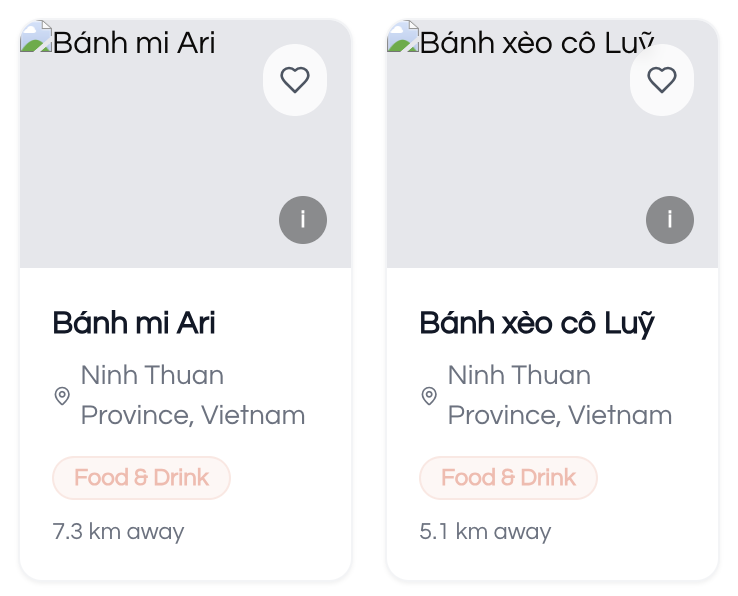 Bánh mi Ari
i
Bánh mi Ari
Ninh Thuan
Province, Vietnam
Food & Drink
7.3 km away
Bánh xèo cô Luỹ
i
Bánh xèo cô Luỹ
Ninh Thuan
Province, Vietnam
Food & Drink
5.1 km away